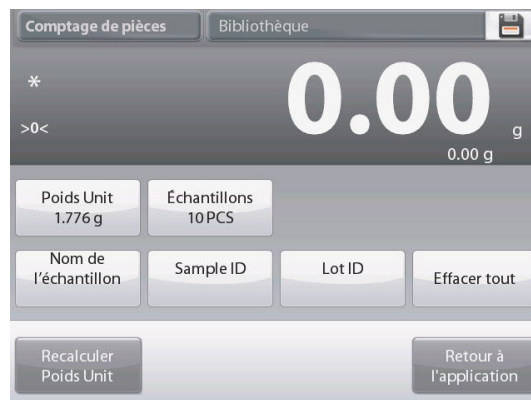 Comptage de pièces
Bibliothèque
*
0.00
>0<
g
0.00 g
Poids Unit
1.776 g
Échantillons
10 PCS
Nom de
l'échantillon
Sample ID
Lot ID
Effacer tout
Recalculer
Poids Unit
Retour à
l'application